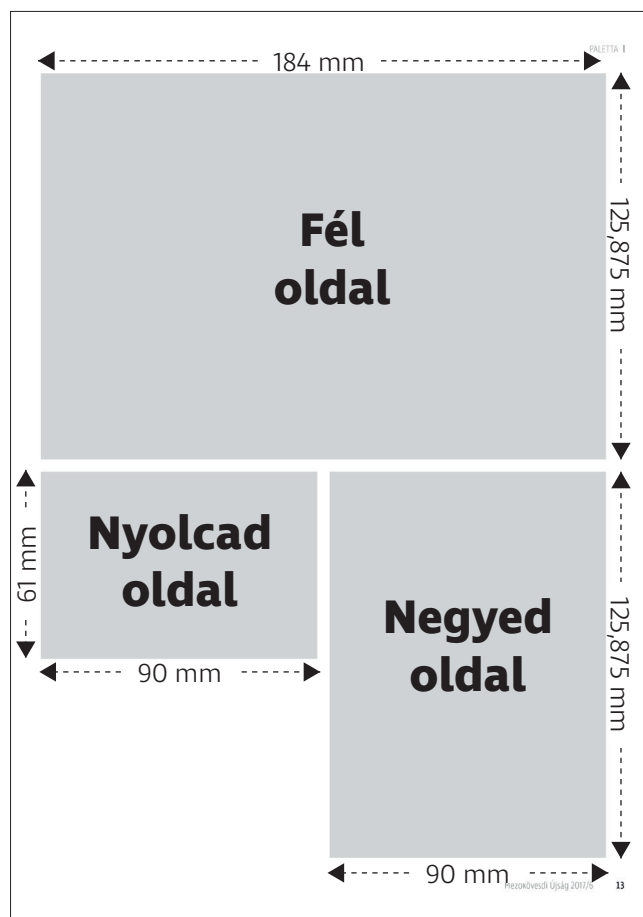 PALETTA I
184 mm
125,875 mm
Fél
oldal
61 mm
Nyolcad
oldal
90 mm
125,875 mm
Negyed
oldal
90 mm
Mezokövesdi Újság 2017/6 13